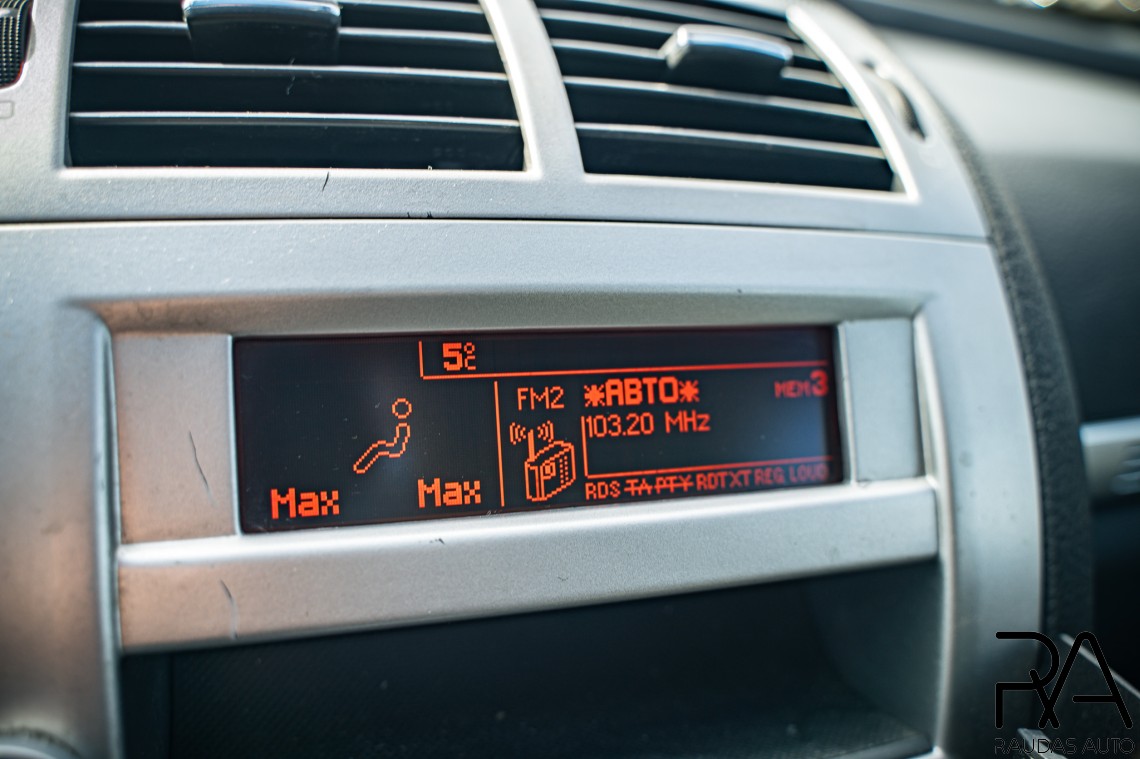 5°C
FM2 *ABTO* MEM3
103.20 MHz
Max Max
RDS TA PTY RDTXT REG LOUD
RA
RAUDAS AUTO